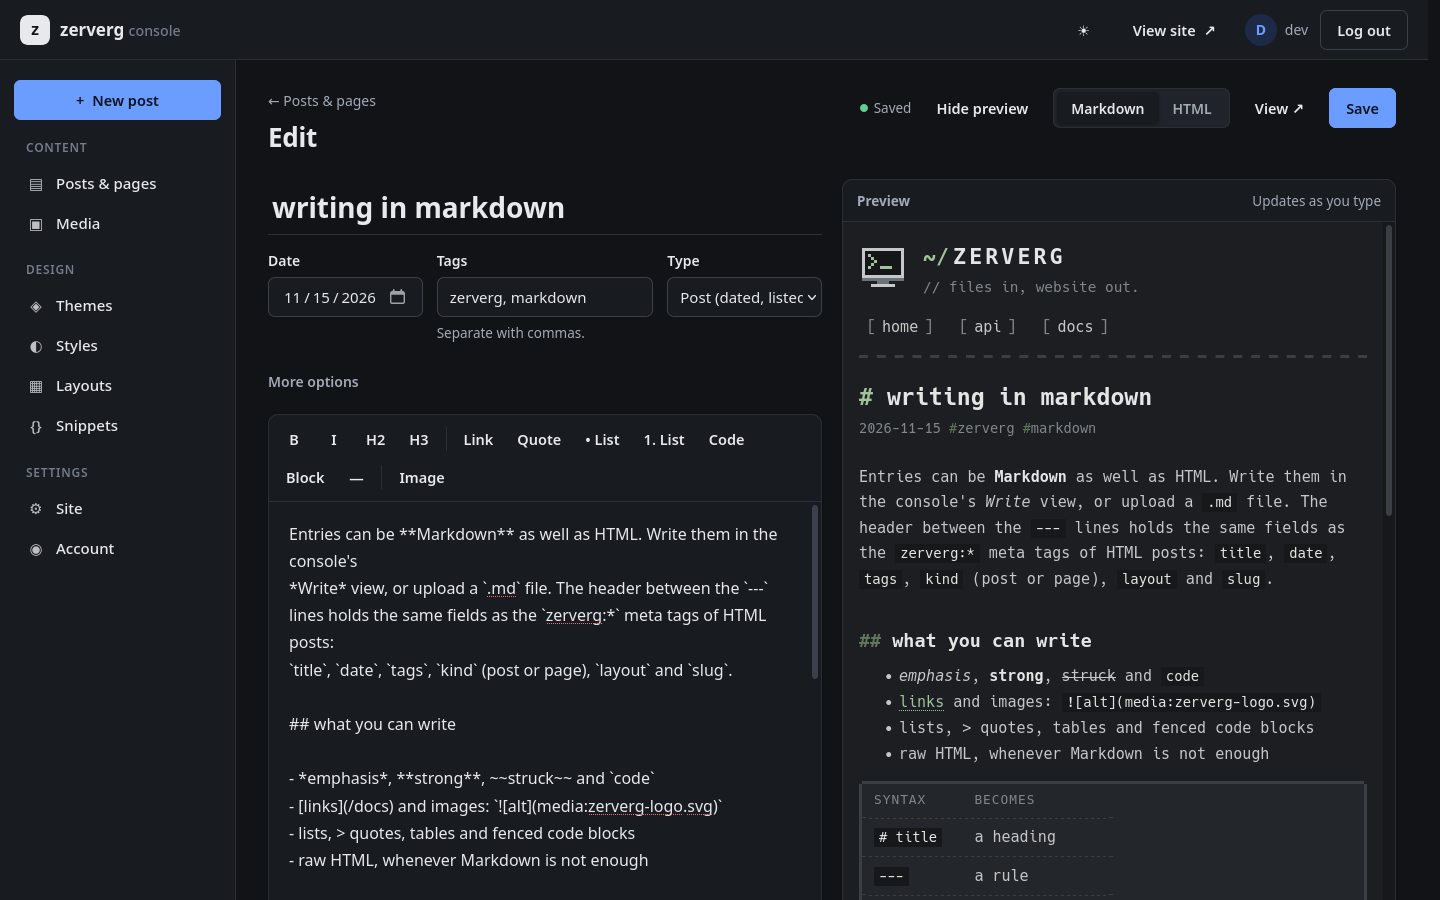 z zerverg console
View site ↗
D dev
Log out
+ New post
CONTENT
Posts & pages
Media
DESIGN
Themes
Styles
Layouts
{} Snippets
SETTINGS
Site
Account
← Posts & pages
Edit
Saved
Hide preview
Markdown
HTML
View ↗
Save
writing in markdown
Date
Tags
Type
11/15/2026
zerverg, markdown
Post (dated, listed
Separate with commas.
More options
B I H2 H3 Link Quote • List 1. List Code
Block — Image
Entries can be **Markdown** as well as HTML. Write them in the
console's
*Write* view, or upload a `.md` file. The header between the `---`
lines holds the same fields as the `zerverg:*` meta tags of HTML
posts:
`title`, `date`, `tags`, `kind` (post or page), `layout` and `slug`.
## what you can write
- *emphasis*, **strong**, ~~struck~~ and `code`
- [links](/docs) and images: `![alt](media:zerverg-logo.svg)`
- lists, > quotes, tables and fenced code blocks
- raw HTML, whenever Markdown is not enough
Preview
Updates as you type
~/ZERVERG
// files in, website out.
[ home ] [ api ] [ docs ]
# writing in markdown
2026-11-15 #zerverg #markdown
Entries can be Markdown as well as HTML. Write them in
the console's Write view, or upload a .md file. The
header between the --- lines holds the same fields as
the zerverg:* meta tags of HTML posts: title, date,
tags, kind (post or page), layout and slug.
## what you can write
• emphasis, strong, struck and code
• links and images: ![alt](media:zerverg-logo.svg)
• lists, > quotes, tables and fenced code blocks
• raw HTML, whenever Markdown is not enough
SYNTAX BECOMES
# title a heading
--- a rule